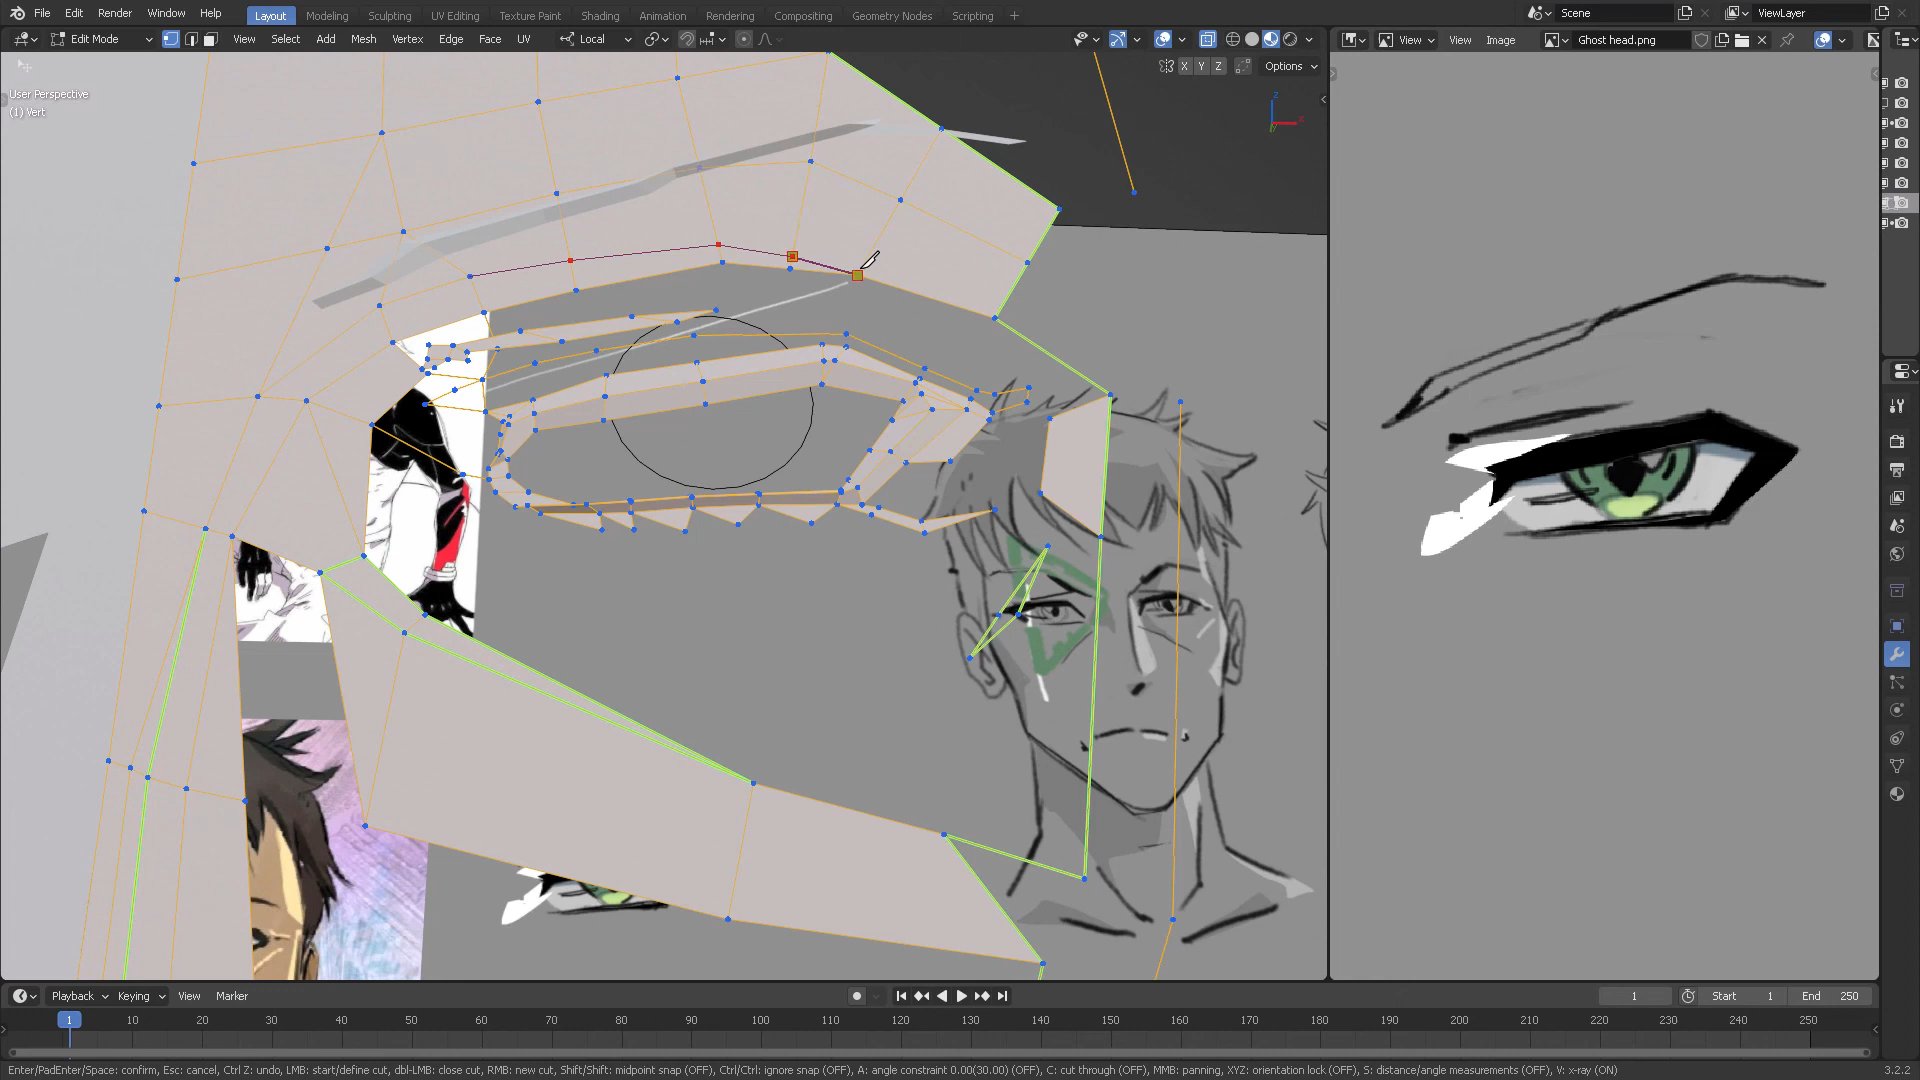 File Edit Render Window Help Layout Modeling Sculpting UV Editing Texture Paint Shading Animation Rendering Compositing Geometry Nodes Scripting + Scene ViewLayer
Edit Mode View Select Add Mesh Vertex Edge Face UV Local View View Image Ghost head.png
X Y Z Options
User Perspective
(1) Vert
Z
X
Y
Playback Keying View Marker 1 Start 1 End 250
1 10 20 30 40 50 60 70 80 90 100 110 120 130 140 150 160 170 180 190 200 210 220 230 240 250
Enter/PadEnter/Space: confirm, Esc: cancel, Ctrl Z: undo, LMB: start/define cut, dbl-LMB: close cut, RMB: new cut, Shift/Shift: midpoint snap (OFF), Ctrl/Ctrl: ignore snap (OFF), A: angle constraint 0.00(30.00) (OFF), C: cut through (OFF), MMB: panning, XYZ: orientation lock (OFF), S: distance/angle measurements (OFF), V: x-ray (ON) 3.2.2